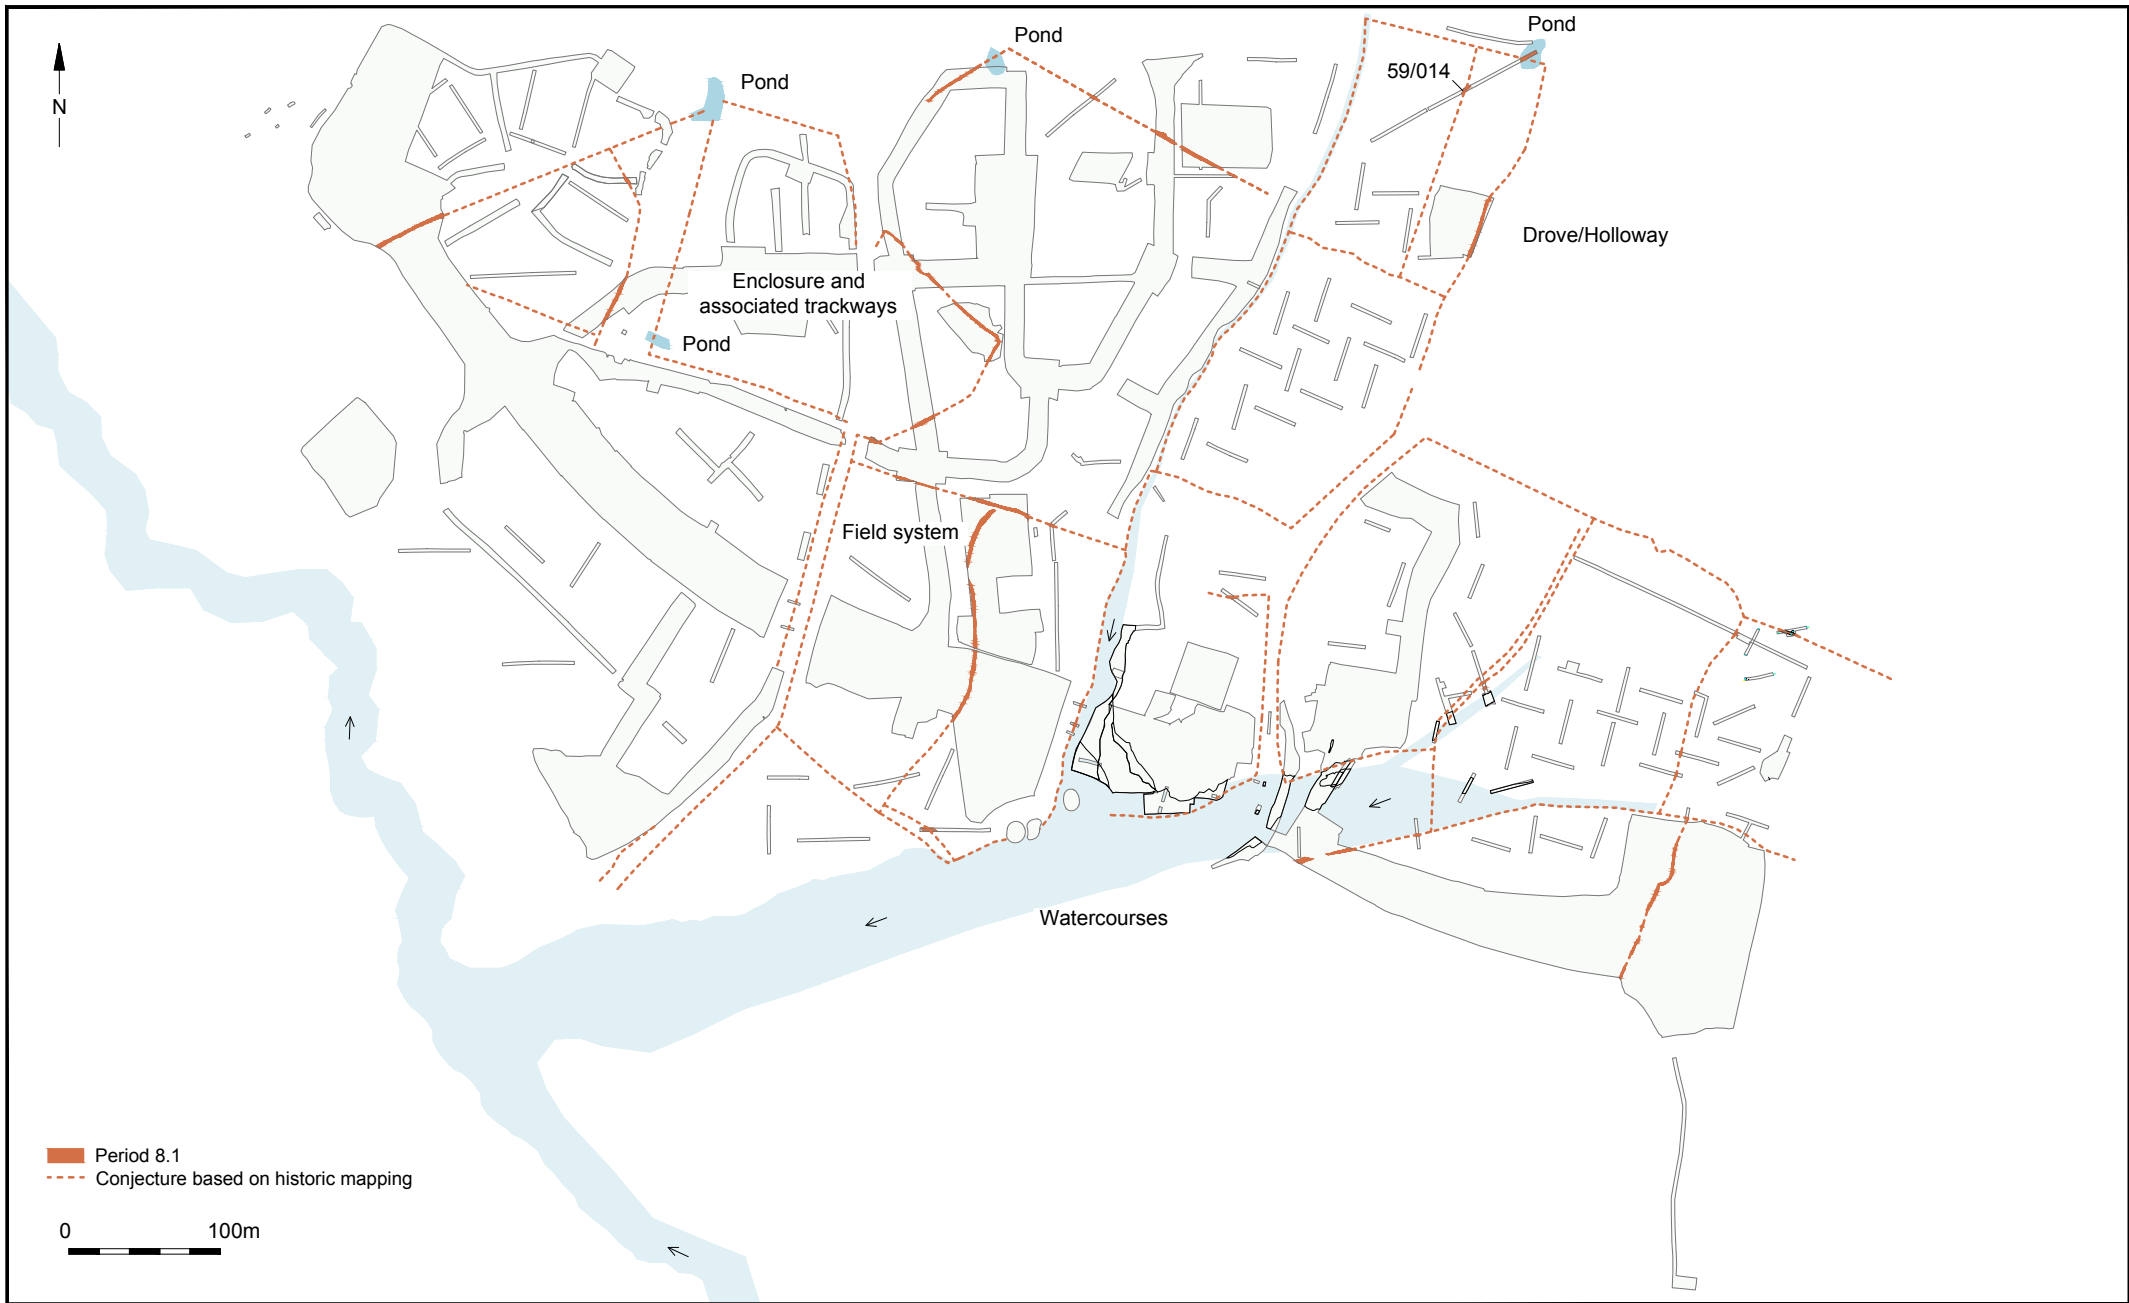 Pond
Pond
Pond
59/014
N
Drove/Holloway
Enclosure and
associated trackways
Pond
Field system
Watercourses
Period 8.1
Conjecture based on historic mapping
0 100m